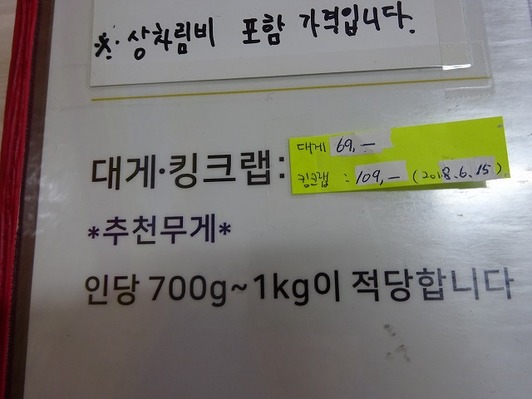 ※. 상차림비 포함 가격입니다.
대게 69,—
대게·킹크랩: 킹크랩 : 109,— (2018.6.15)
*추천무게*
인당 700g~1kg이 적당합니다